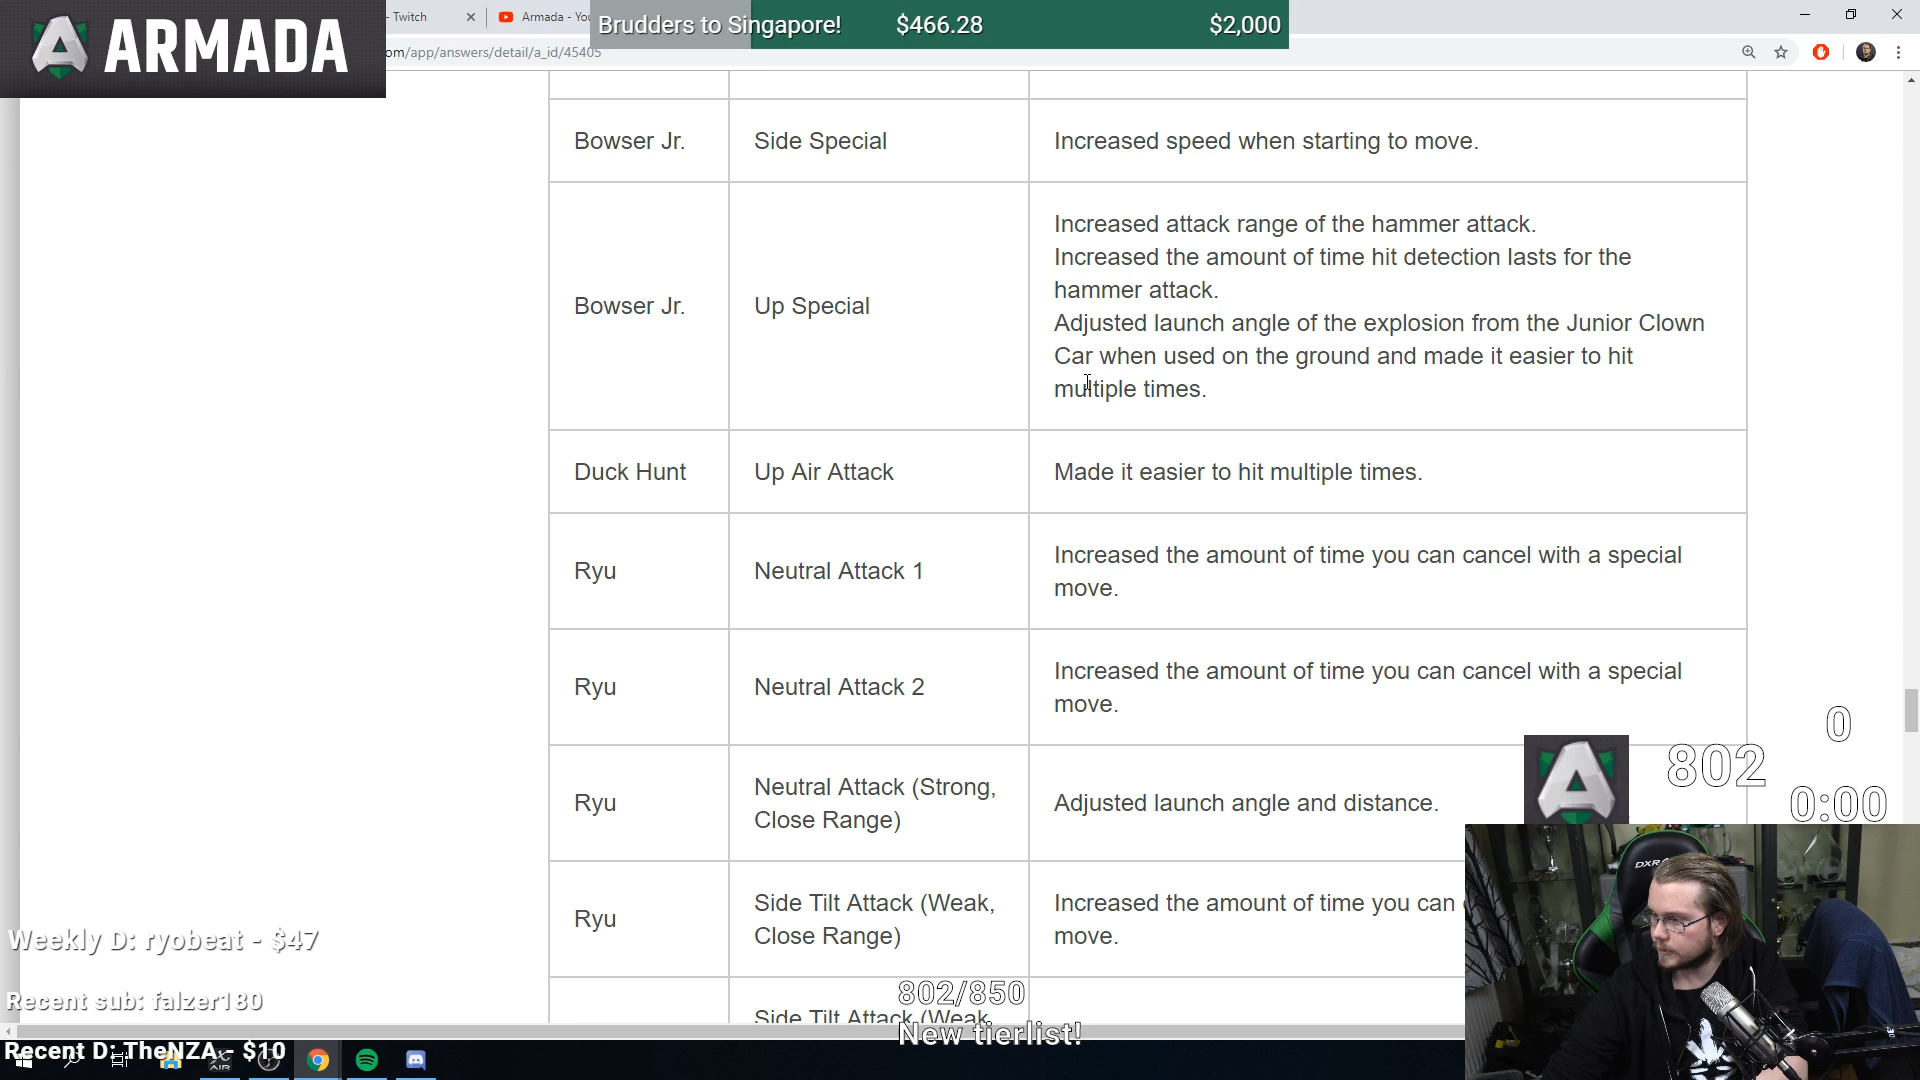 ARMADA
- Twitch
Armada - You
Brudders to Singapore! $466.28 $2,000
om/app/answers/detail/a_id/45405
Bowser Jr. Side Special Increased speed when starting to move.
Bowser Jr. Up Special
Increased attack range of the hammer attack.
Increased the amount of time hit detection lasts for the
hammer attack.
Adjusted launch angle of the explosion from the Junior Clown
Car when used on the ground and made it easier to hit
multiple times.
Duck Hunt Up Air Attack Made it easier to hit multiple times.
Ryu Neutral Attack 1
Increased the amount of time you can cancel with a special
move.
Ryu Neutral Attack 2
Increased the amount of time you can cancel with a special
move.
Ryu
Neutral Attack (Strong,
Close Range)
Adjusted launch angle and distance.
Ryu
Side Tilt Attack (Weak,
Close Range)
Increased the amount of time you can
move.
Side Tilt Attack (Weak,
0
802
0:00
DXR
Weekly D: ryobeat - $47
Recent sub: falzer180
Recent D: TheNZA - $10
802/850
New tierlist!
XC
AIR